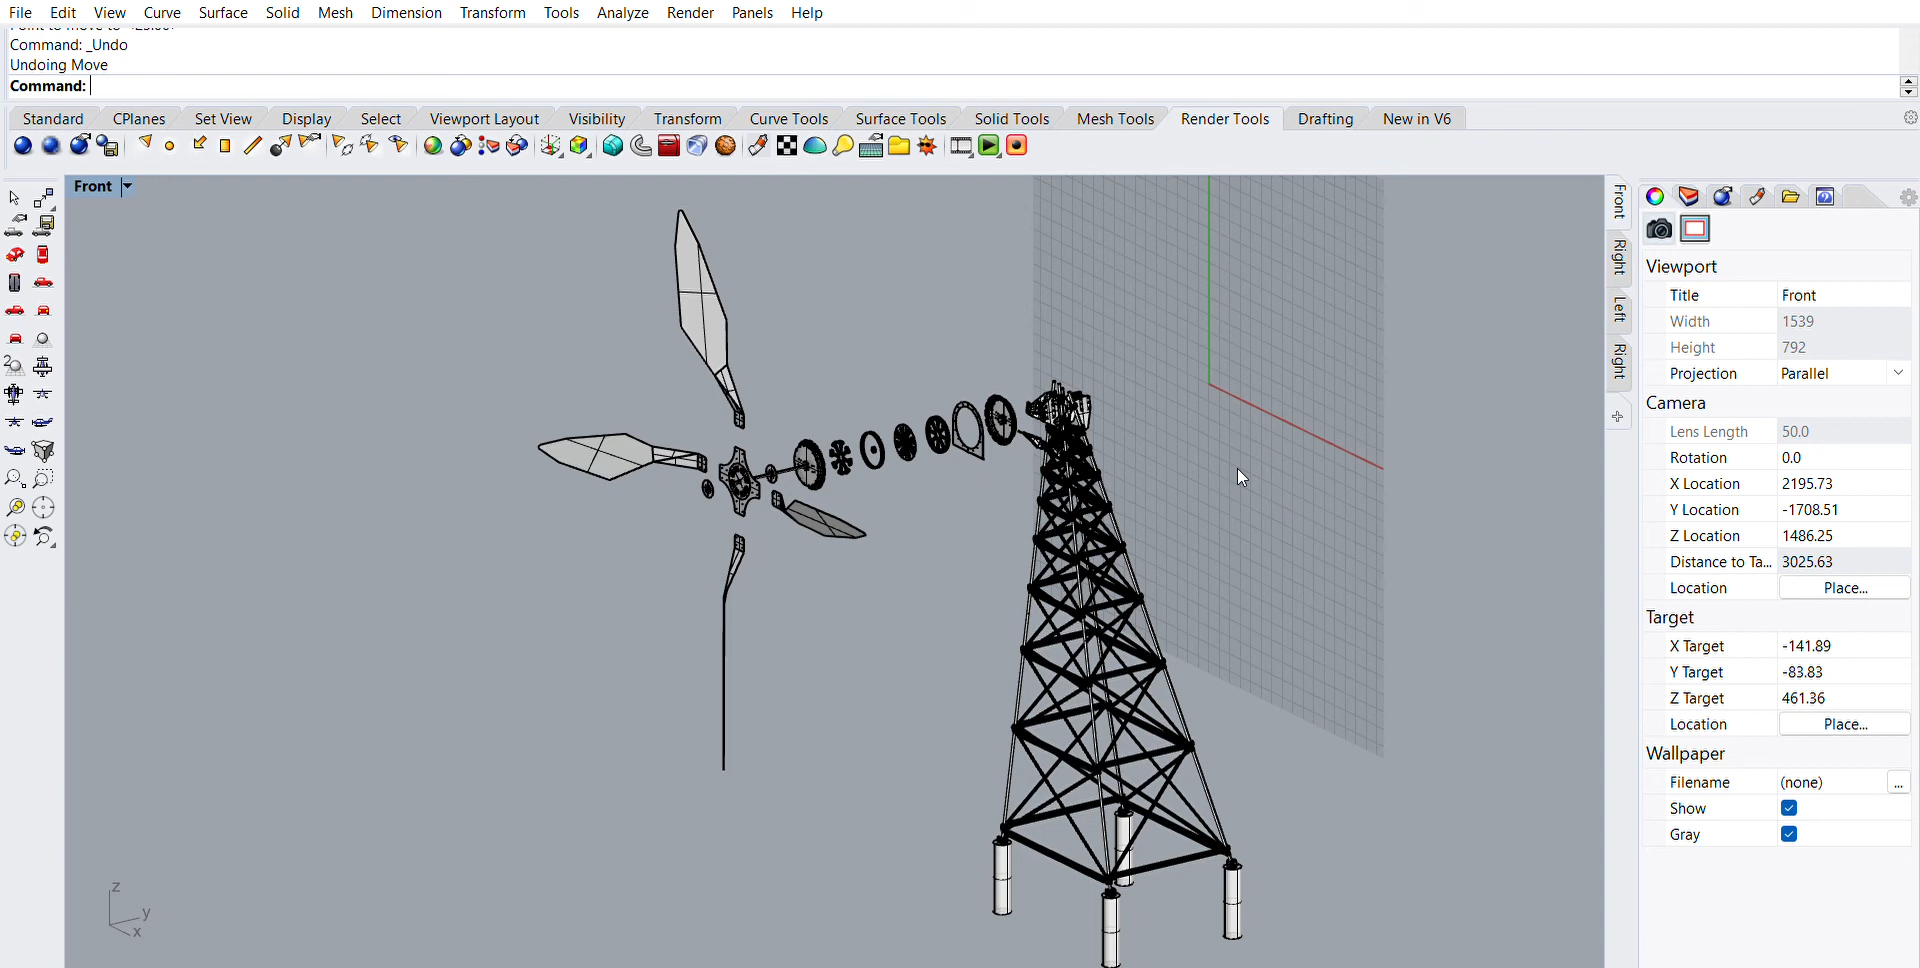 File Edit View Curve Surface Solid Mesh Dimension Transform Tools Analyze Render Panels Help
Command: _Undo
Undoing Move
Command:
Standard CPlanes Set View Display Select Viewport Layout Visibility Transform Curve Tools Surface Tools Solid Tools Mesh Tools Render Tools Drafting New in V6
Front
Front
Right
Left
Right
Viewport
Title Front
Width 1539
Height 792
Projection Parallel
Camera
Lens Length 50.0
Rotation 0.0
X Location 2195.73
Y Location -1708.51
Z Location 1486.25
Distance to Ta... 3025.63
Location Place...
Target
X Target -141.89
Y Target -83.83
Z Target 461.36
Location Place...
Wallpaper
Filename (none) ...
Show
Gray
z
y
x